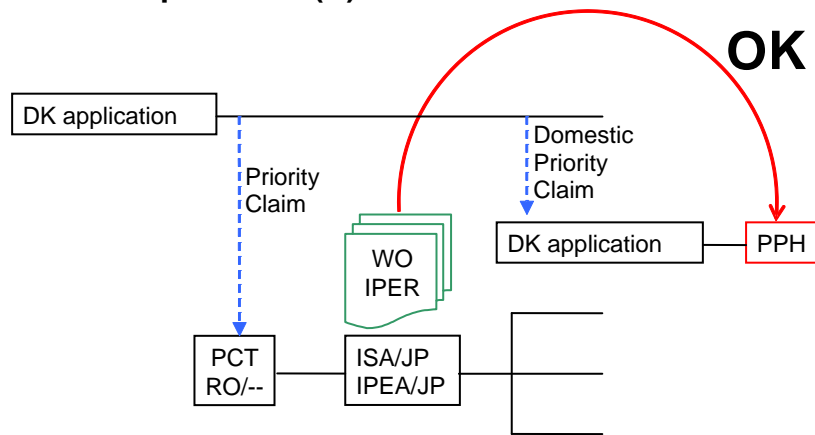 OK
DK application
Priority
Claim
Domestic
Priority
Claim
WO
IPER
DK application
PPH
PCT
RO/--
ISA/JP
IPEA/JP